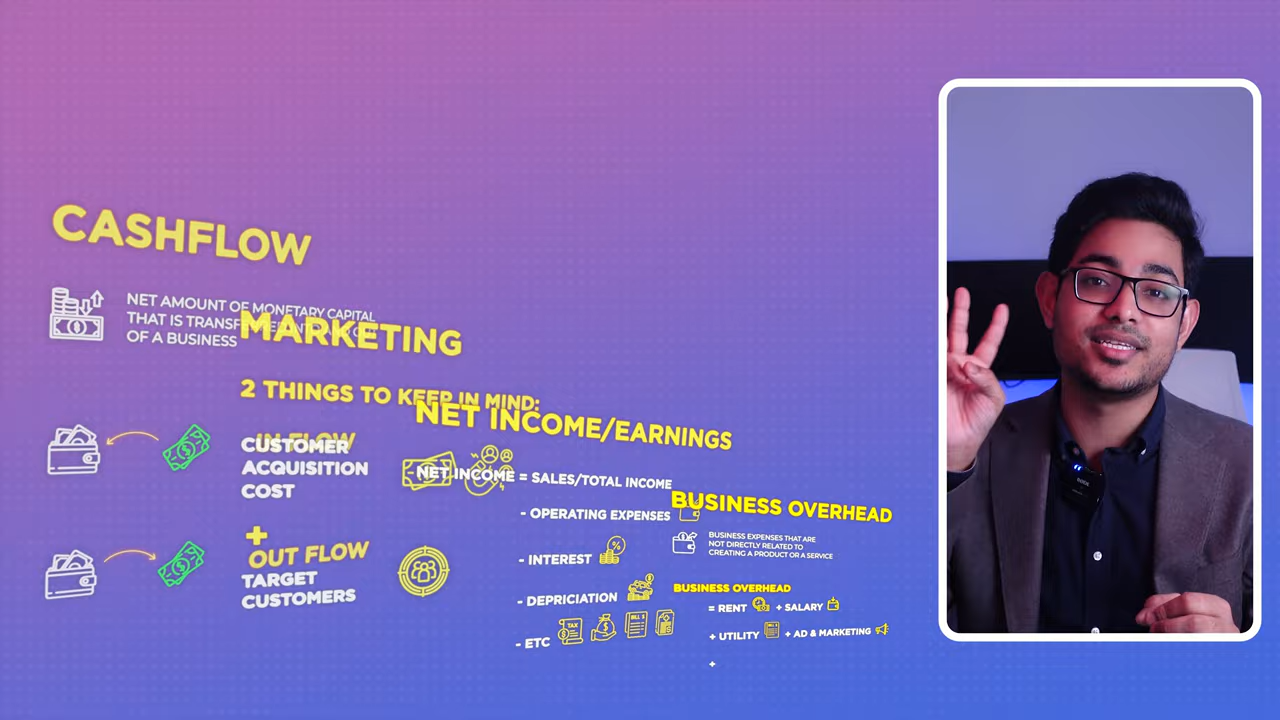 CASHFLOW
NET AMOUNT OF MONETARY CAPITAL
THAT IS
OF A BUSINESS
IN FLOW
OUT FLOW
MARKETING
2 THINGS TO KEEP IN MIND:
CUSTOMER
ACQUISITION
COST
+
TARGET
CUSTOMERS
NET INCOME/EARNINGS
- NET INCOME = SALES/TOTAL INCOME
- OPERATING EXPENSES
- INTEREST
- DEPRICIATION
- ETC
BUSINESS OVERHEAD
BUSINESS EXPENSES THAT ARE
NOT DIRECTLY RELATED TO
CREATING A PRODUCT OR A SERVICE
BUSINESS OVERHEAD
= RENT + SALARY
+ UTILITY + AD & MARKETING
+